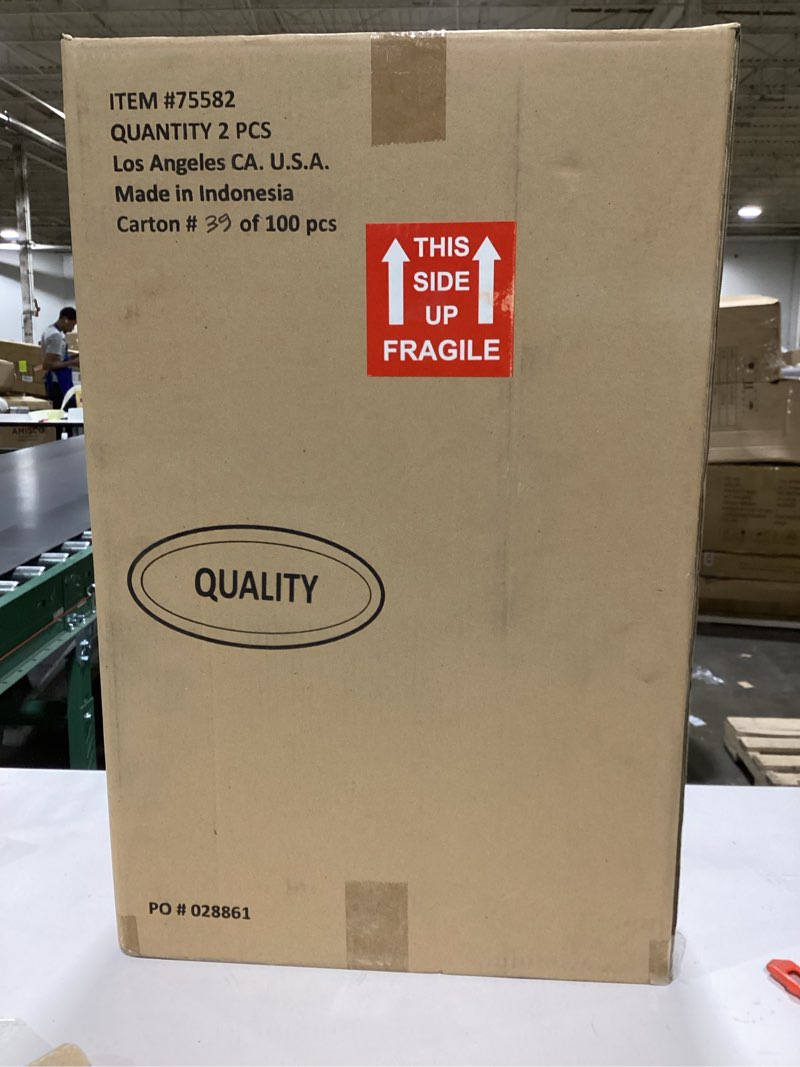 ITEM #75582
QUANTITY 2 PCS
Los Angeles CA. U.S.A.
Made in Indonesia
Carton # 39 of 100 pcs
THIS
SIDE
UP
FRAGILE
QUALITY
PO # 028861